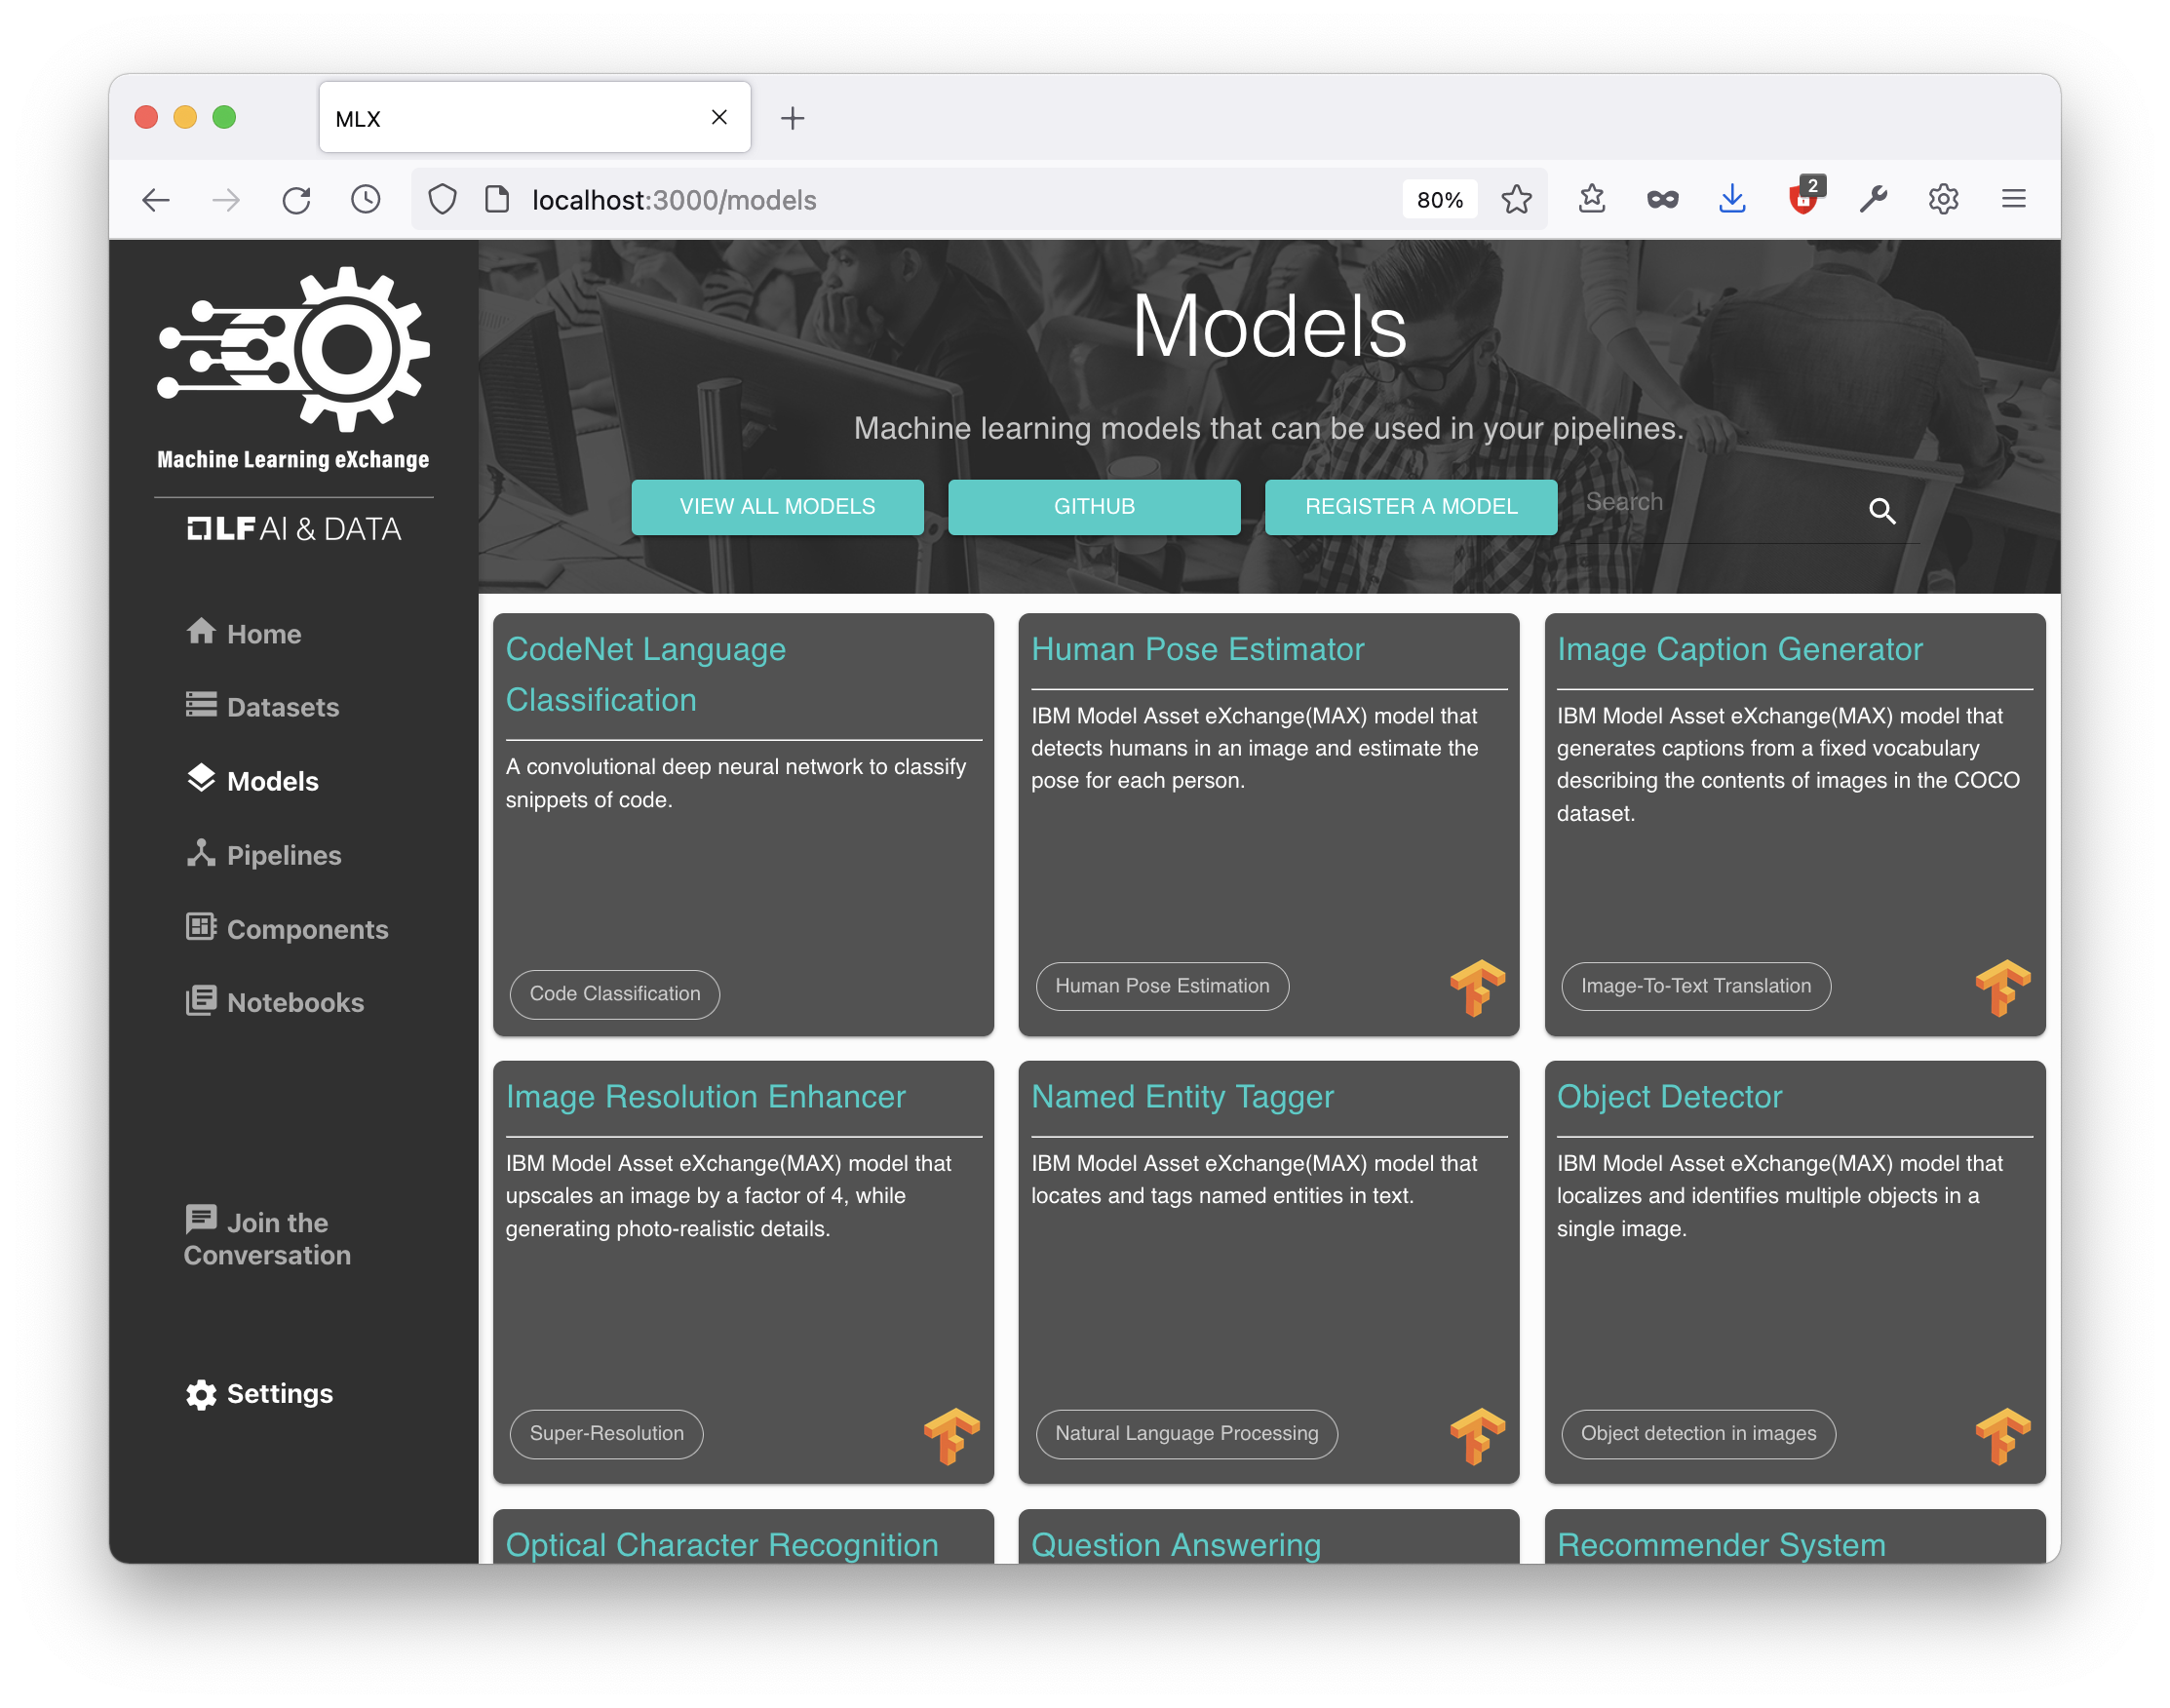 MLX
localhost:3000/models
80%
2
Machine Learning eXchange
LF AI & DATA
Home
Datasets
Models
Pipelines
Components
Notebooks
Join the
Conversation
Settings
Models
Machine learning models that can be used in your pipelines.
VIEW ALL MODELS
GITHUB
REGISTER A MODEL
Search
CodeNet Language
Classification
A convolutional deep neural network to classify
snippets of code.
Code Classification
Human Pose Estimator
IBM Model Asset eXchange(MAX) model that
detects humans in an image and estimate the
pose for each person.
Human Pose Estimation
Image Caption Generator
IBM Model Asset eXchange(MAX) model that
generates captions from a fixed vocabulary
describing the contents of images in the COCO
dataset.
Image-To-Text Translation
Image Resolution Enhancer
IBM Model Asset eXchange(MAX) model that
upscales an image by a factor of 4, while
generating photo-realistic details.
Super-Resolution
Named Entity Tagger
IBM Model Asset eXchange(MAX) model that
locates and tags named entities in text.
Natural Language Processing
Object Detector
IBM Model Asset eXchange(MAX) model that
localizes and identifies multiple objects in a
single image.
Object detection in images
Optical Character Recognition
Question Answering
Recommender System